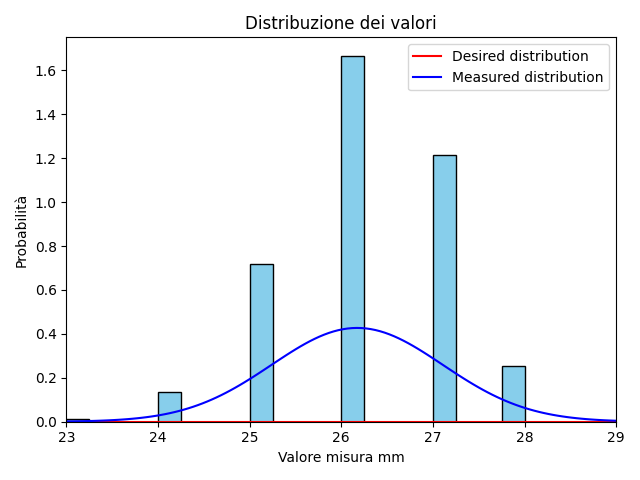 Distribuzione dei valori
Desired distribution
Measured distribution
Probabilità
1.6
1.4
1.2
1.0
0.8
0.6
0.4
0.2
0.0
23 24 25 26 27 28 29
Valore misura mm